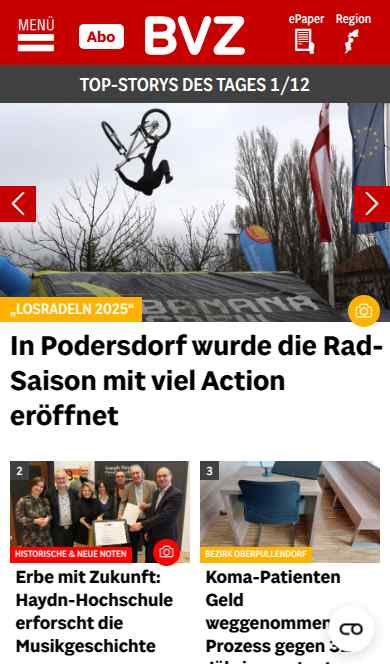 MENÜ
Abo
BVZ
ePaper
Region
TOP-STORYS DES TAGES 1/12
BANANA
„LOSRADELN 2025“
In Podersdorf wurde die Rad-
Saison mit viel Action
eröffnet
2
HISTORISCHE & NEUE NOTEN
Erbe mit Zukunft:
Haydn-Hochschule
erforscht die
Musikgeschichte
3
BEZIRK OBERPULLENDORF
Koma-Patienten
Geld
weggenommen
Prozess gegen